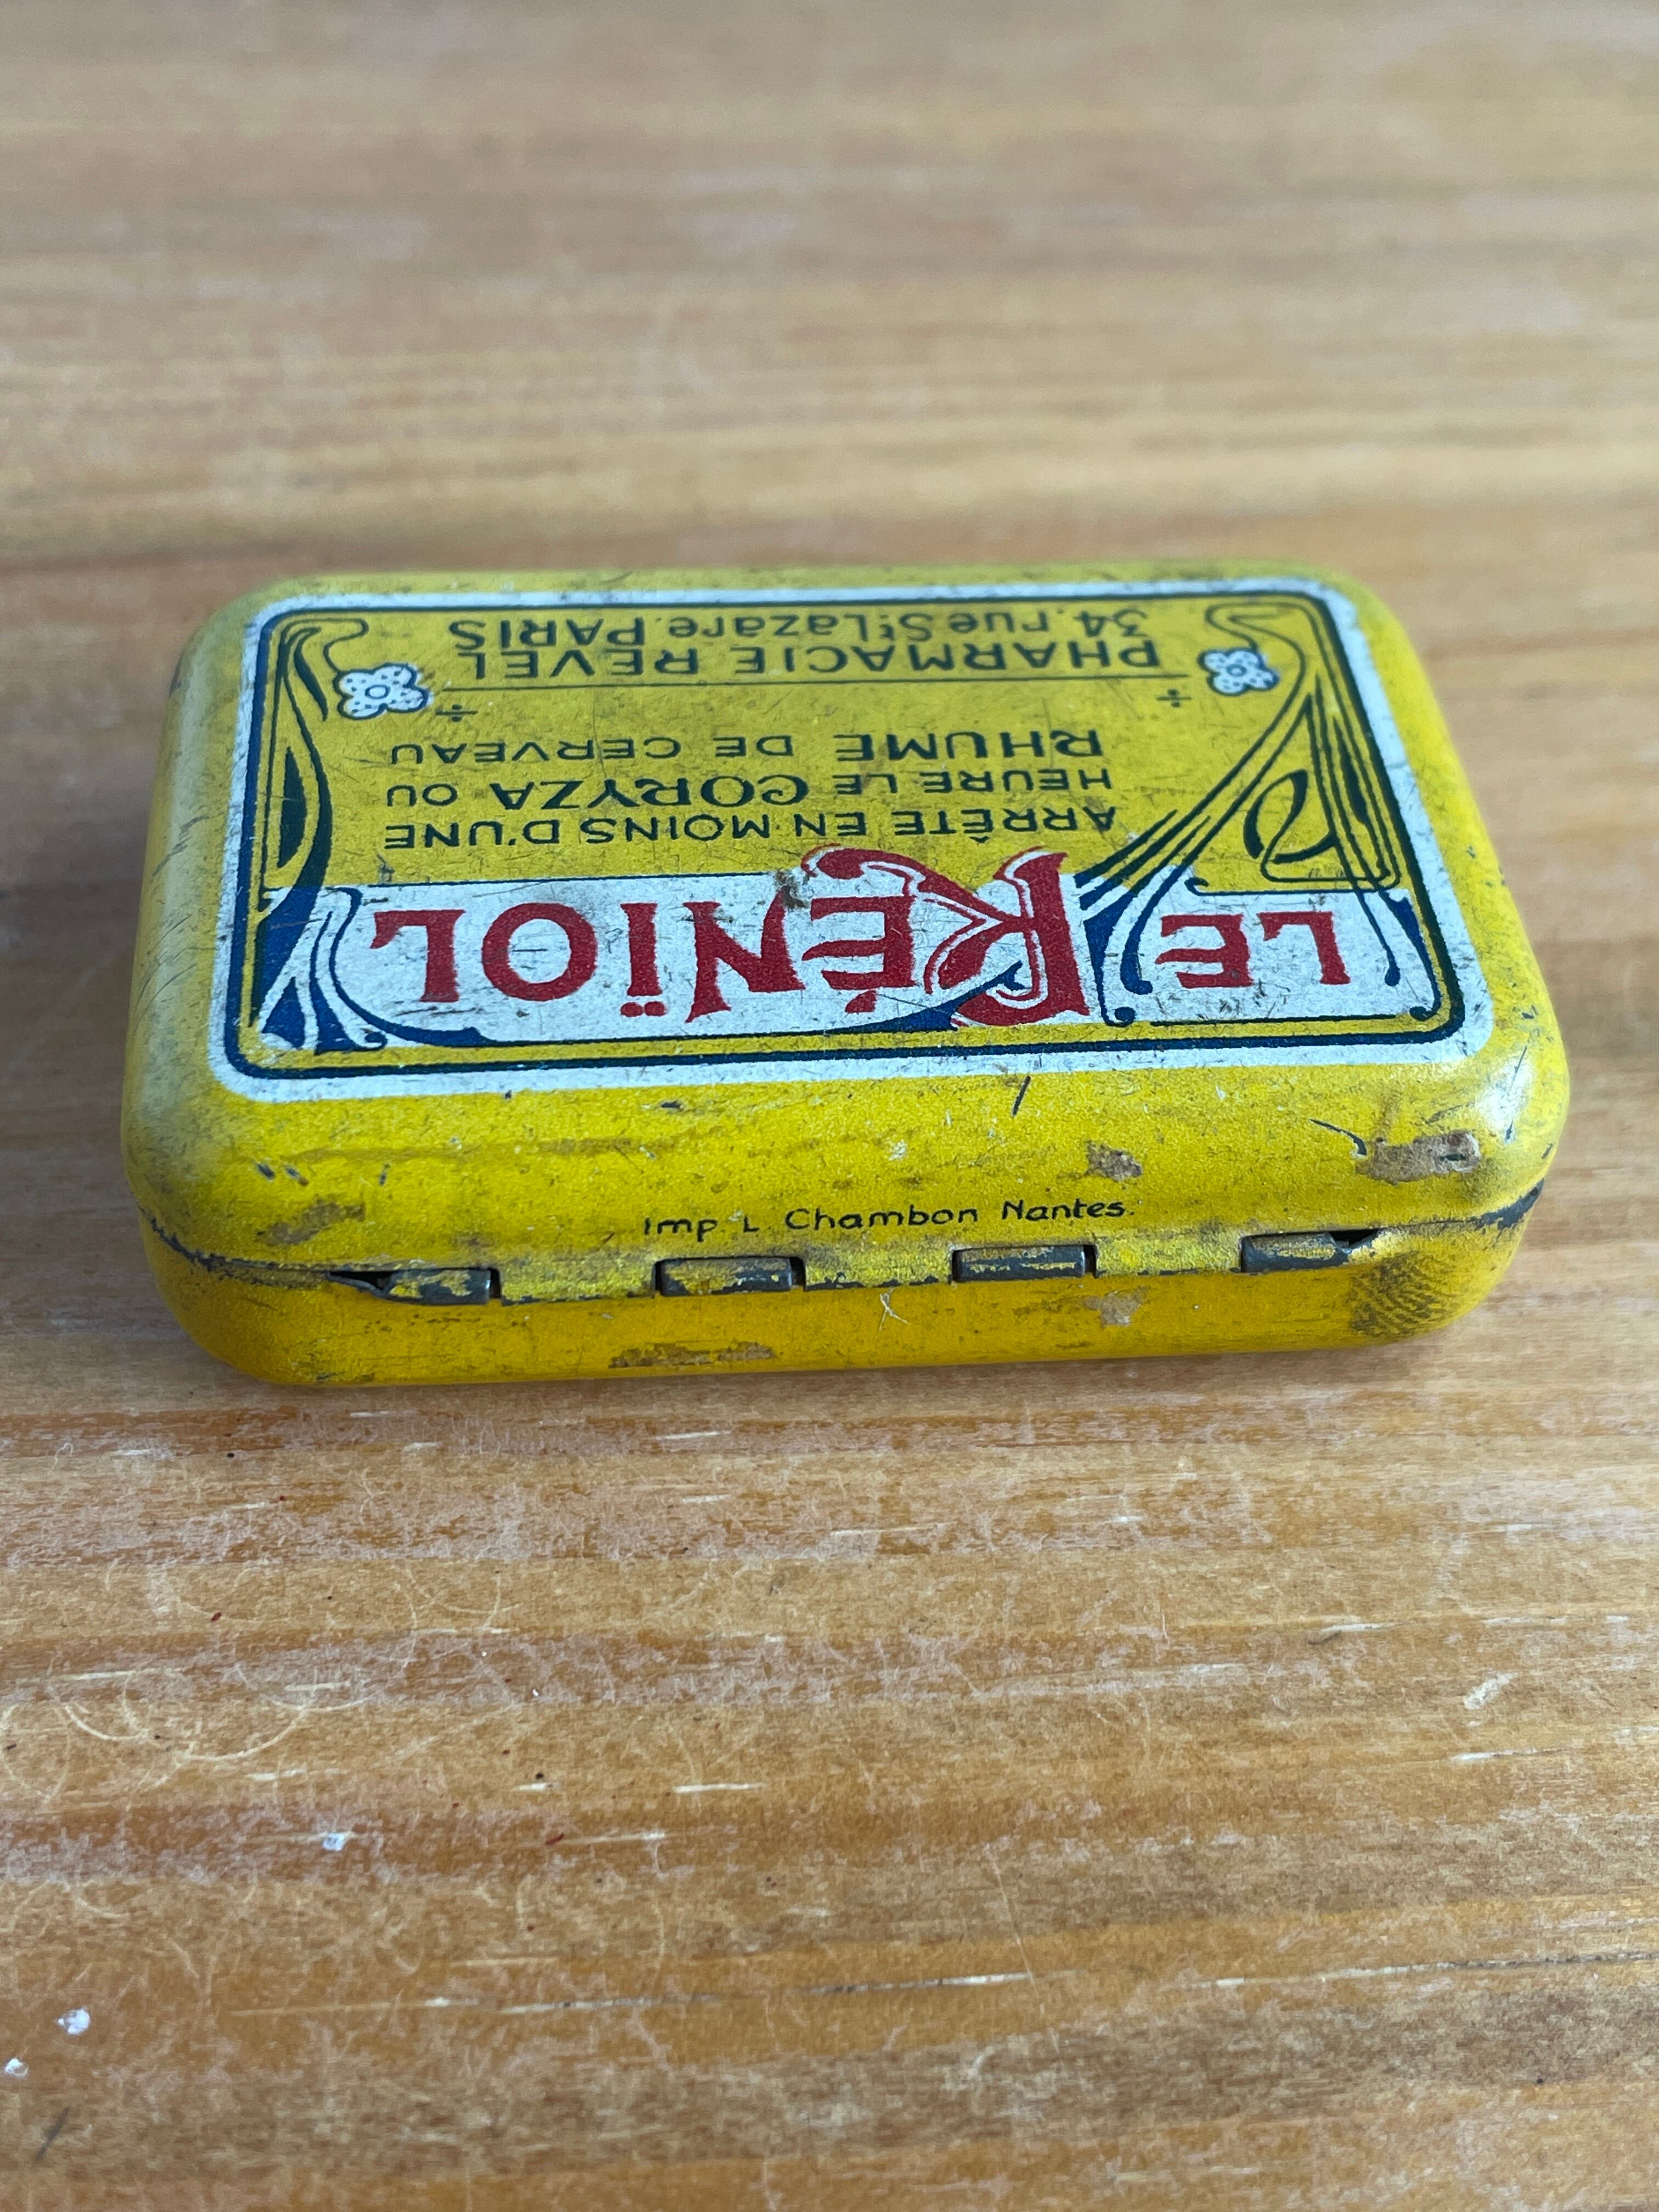 LE RÉNÏOL
ARRÊTE EN MOINS D'UNE
HEURE LE CORYZA OU
RHUME DE CERVEAU
PHARMACIE REVEL
34, rue St Lazare. PARIS
Imp. L. Chambon Nantes.